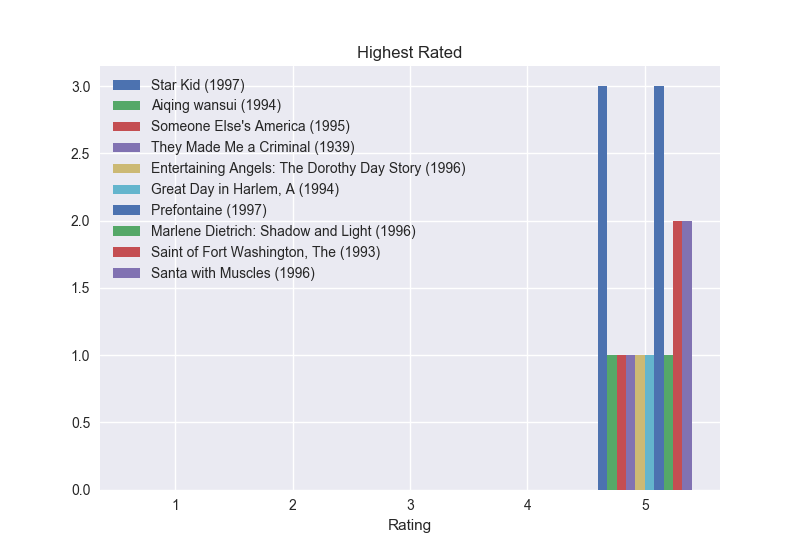 Highest Rated
3.0
2.5
2.0
1.5
1.0
0.5
0.0
Star Kid (1997)
Aiqing wansui (1994)
Someone Else's America (1995)
They Made Me a Criminal (1939)
Entertaining Angels: The Dorothy Day Story (1996)
Great Day in Harlem, A (1994)
Prefontaine (1997)
Marlene Dietrich: Shadow and Light (1996)
Saint of Fort Washington, The (1993)
Santa with Muscles (1996)
1 2 3 4 5
Rating